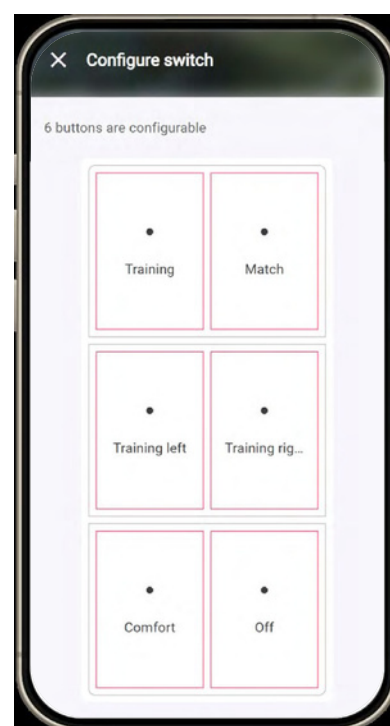 Configure switch
6 buttons are configurable
Training
Match
Training left
Training rig...
Comfort
Off